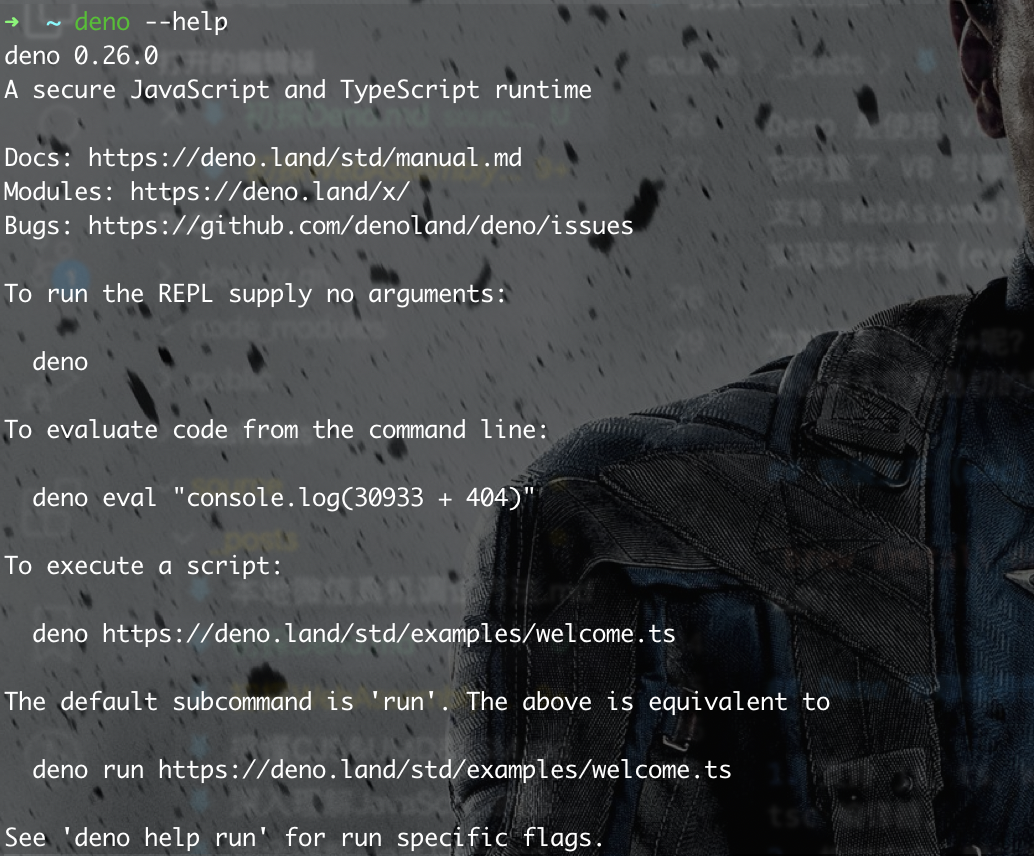 → ~ deno --help
deno 0.26.0
A secure JavaScript and TypeScript runtime
Docs: https://deno.land/std/manual.md
Modules: https://deno.land/x/
Bugs: https://github.com/denoland/deno/issues
To run the REPL supply no arguments:
deno
To evaluate code from the command line:
deno eval "console.log(30933 + 404)"
To execute a script:
deno https://deno.land/std/examples/welcome.ts
The default subcommand is 'run'. The above is equivalent to
deno run https://deno.land/std/examples/welcome.ts
See 'deno help run' for run specific flags.